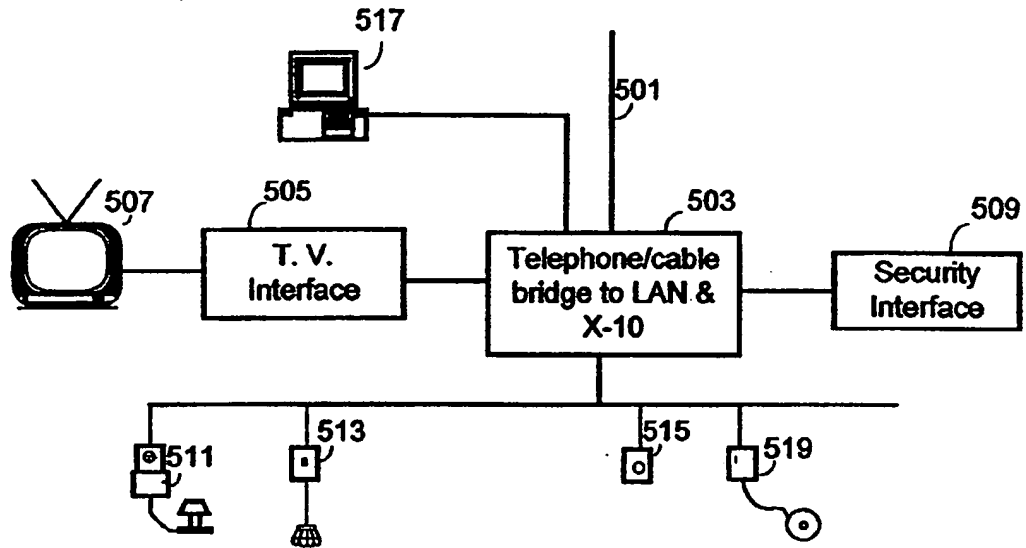 517
501
507
505
503
509
T. V.
Interface
Telephone/cable
bridge to LAN &
X-10
Security
Interface
511
513
515
519